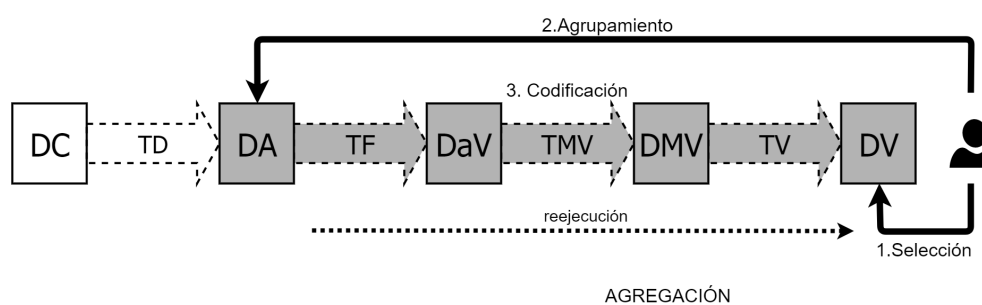 2.Agrupamiento
3. Codificación
DC TD DA TF DaV TMV DMV TV DV
reejecución
1.Selección
AGREGACIÓN